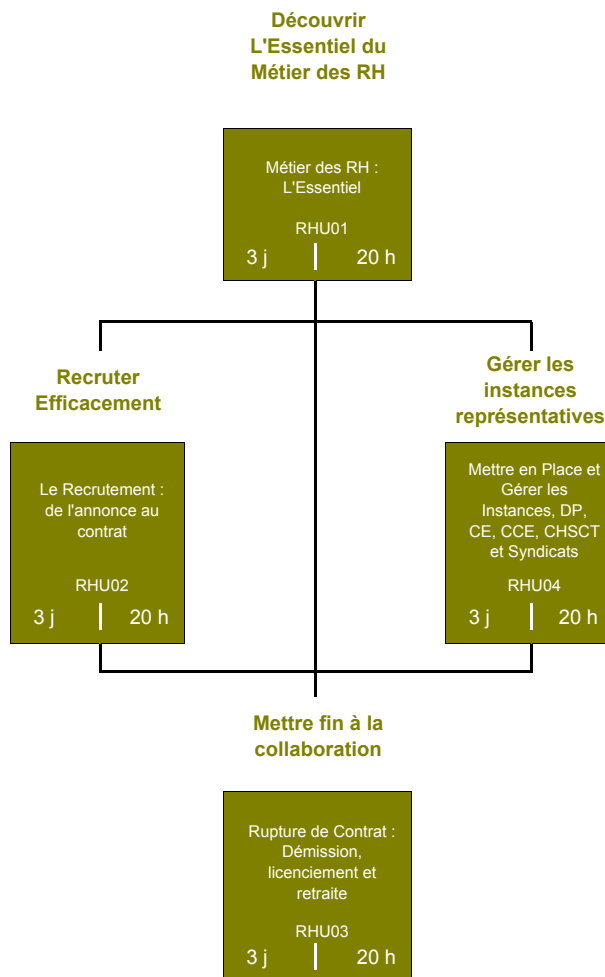 Découvrir
L'Essentiel du
Métier des RH
Métier des RH :
L'Essentiel
RHU01
3 j 20 h
Recruter
Efficacement
Le Recrutement :
de l'annonce au
contrat
RHU02
3 j 20 h
Gérer les
instances
représentatives
Mettre en Place et
Gérer les
Instances, DP,
CE, CCE, CHSCT
et Syndicats
RHU04
3 j 20 h
Mettre fin à la
collaboration
Rupture de Contrat :
Démission,
licenciement et
retraite
RHU03
3 j 20 h